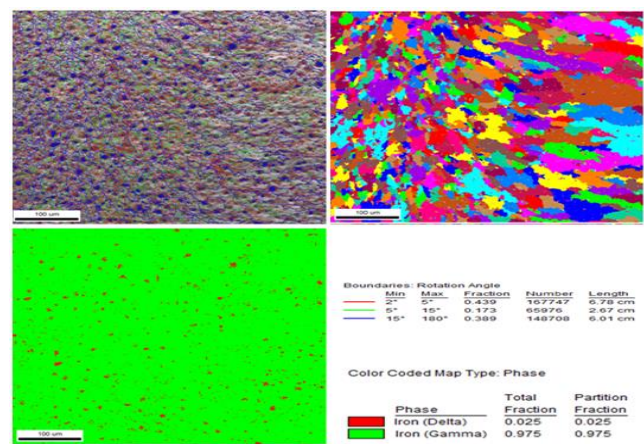 100 um
100 um
100 um
Boundaries: Rotation Angle
Min Max Fraction Number Length
2° 5° 0.439 167747 6.78 cm
5° 15° 0.173 65976 2.67 cm
15° 180° 0.389 148708 6.01 cm
Color Coded Map Type: Phase
Total Partition
Phase Fraction Fraction
Iron (Delta) 0.025 0.025
Iron (Gamma) 0.975 0.975